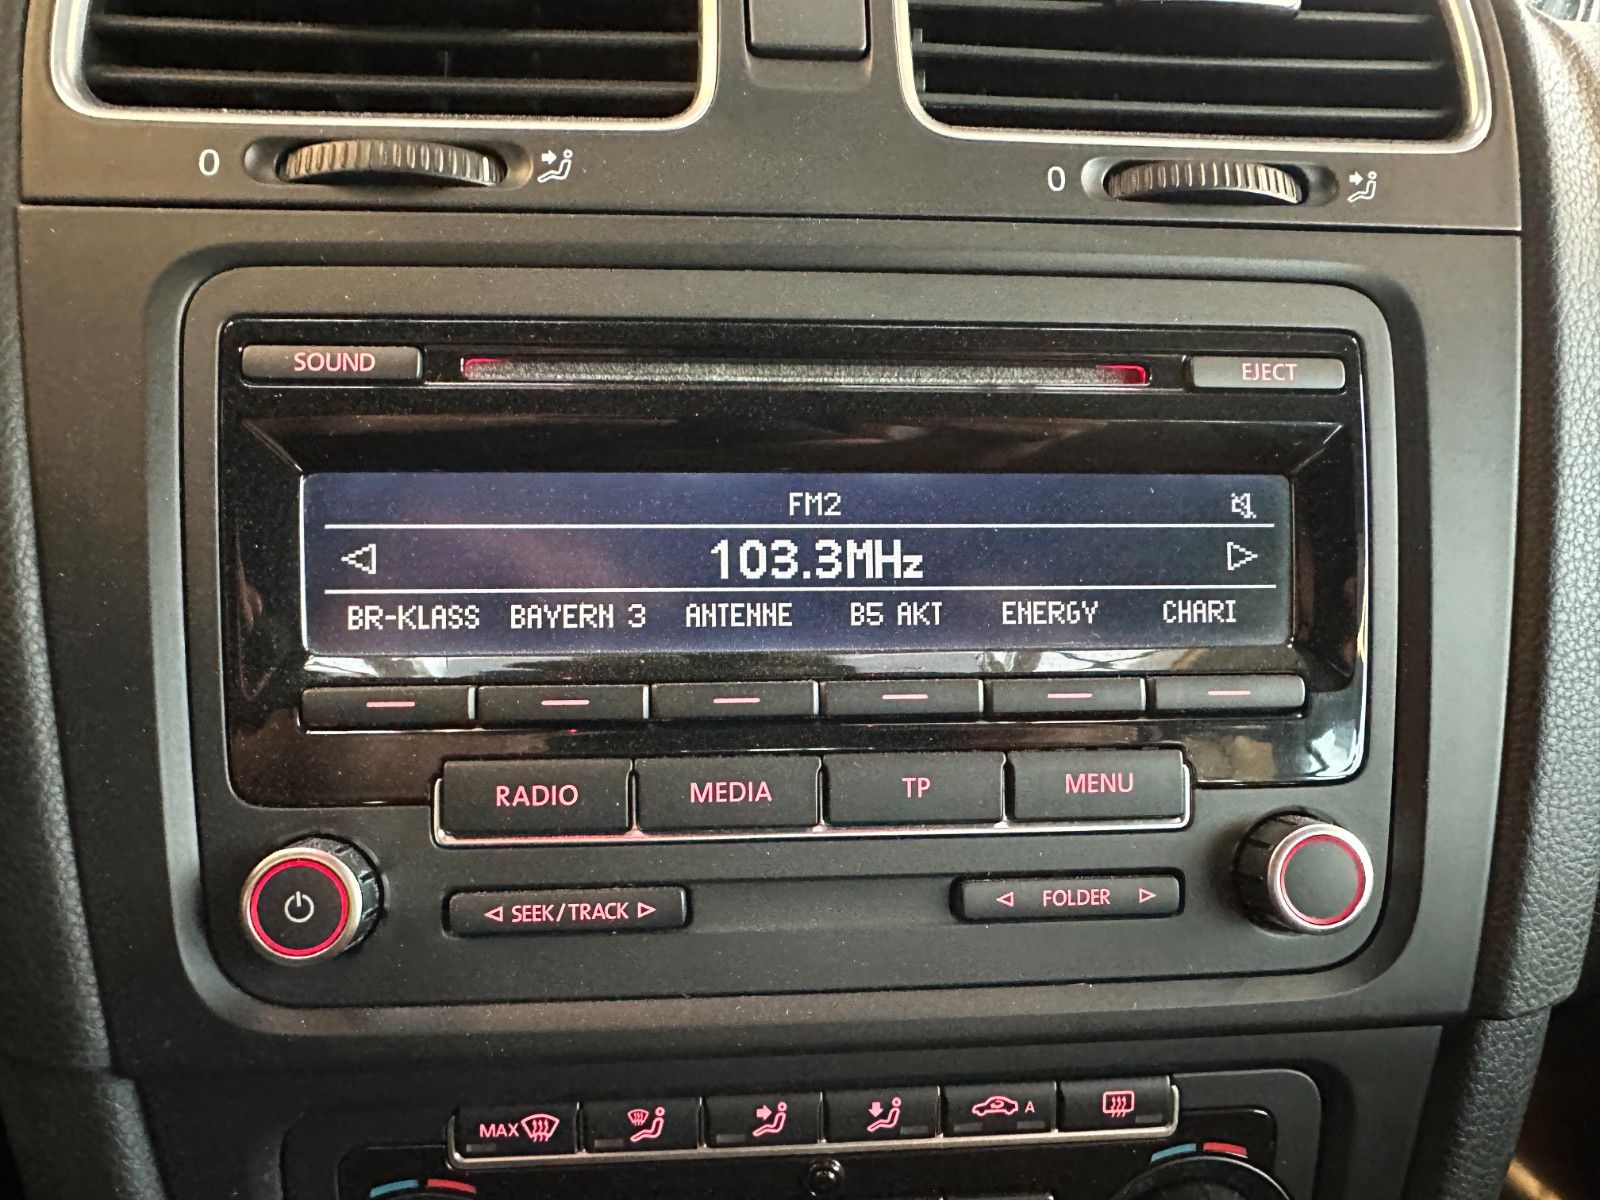 0 0
SOUND EJECT
FM2
103.3MHz
BR-KLASS BAYERN 3 ANTENNE B5 AKT ENERGY CHARI
RADIO MEDIA TP MENU
SEEK/TRACK FOLDER
MAX A